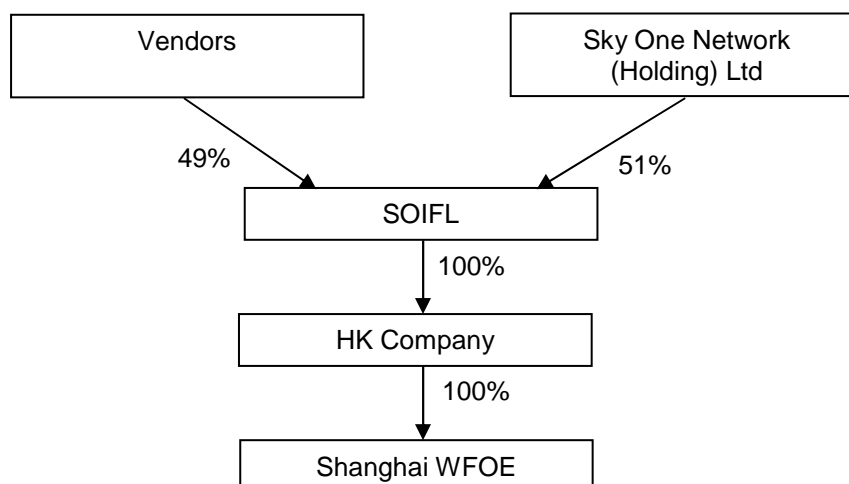 Vendors
Sky One Network
(Holding) Ltd
49%
51%
SOIFL
100%
HK Company
100%
Shanghai WFOE